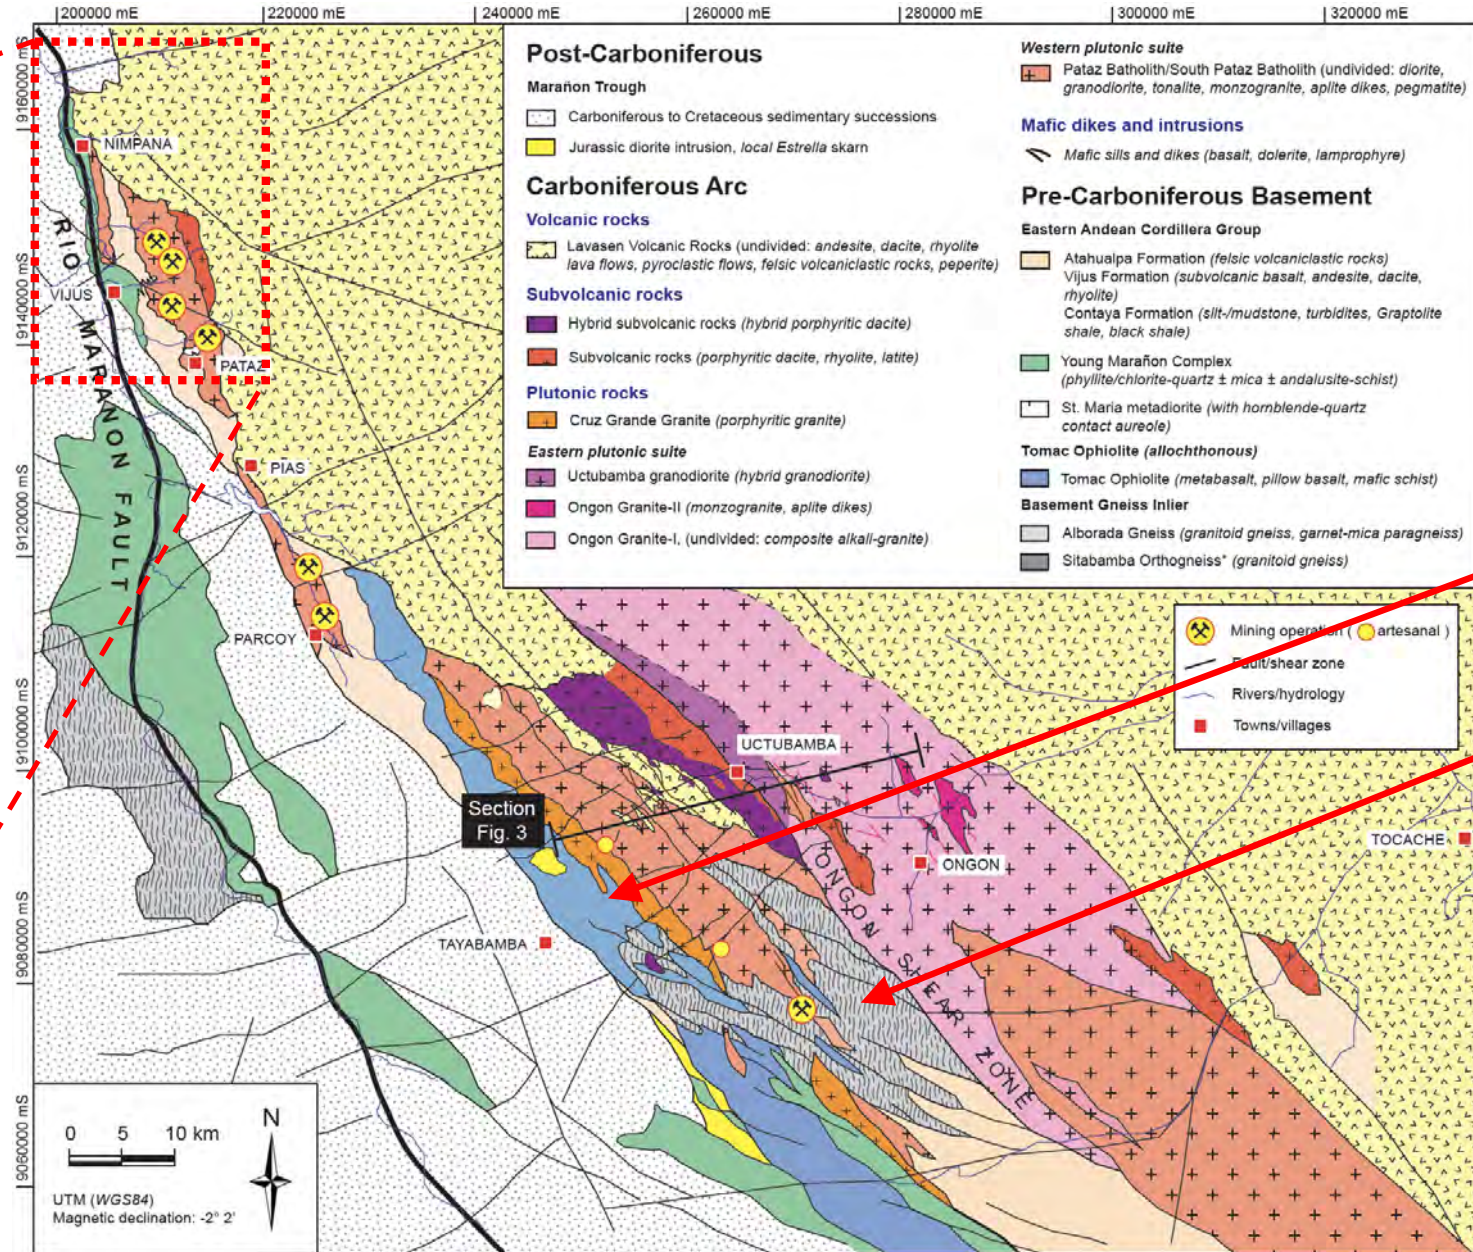 200000 mE
220000 mE
240000 mE
260000 mE
280000 mE
300000 mE
320000 mE
9160000 mS
9140000 mS
9120000 mS
9100000 mS
9080000 mS
9060000 mS
Post-Carboniferous
Marañon Trough
Carboniferous to Cretaceous sedimentary successions
Jurassic diorite intrusion, local Estrella skarn
Carboniferous Arc
Volcanic rocks
Lavasen Volcanic Rocks (undivided: andesite, dacite, rhyolite
lava flows, pyroclastic flows, felsic volcaniclastic rocks, peperite)
Subvolcanic rocks
Hybrid subvolcanic rocks (hybrid porphyritic dacite)
Subvolcanic rocks (porphyritic dacite, rhyolite, latite)
Plutonic rocks
Cruz Grande Granite (porphyritic granite)
Eastern plutonic suite
Uctubamba granodiorite (hybrid granodiorite)
Ongon Granite-II (monzogranite, aplite dikes)
Ongon Granite-I, (undivided: composite alkali-granite)
Western plutonic suite
Pataz Batholith/South Pataz Batholith (undivided: diorite,
granodiorite, tonalite, monzogranite, aplite dikes, pegmatite)
Mafic dikes and intrusions
Mafic sills and dikes (basalt, dolerite, lamprophyre)
Pre-Carboniferous Basement
Eastern Andean Cordillera Group
Atahualpa Formation (felsic volcaniclastic rocks)
Vijus Formation (subvolcanic basalt, andesite, dacite,
rhyolite)
Contaya Formation (silt-/mudstone, turbidites, Graptolite
shale, black shale)
Young Marañon Complex
(phyllite/chlorite-quartz ± mica ± andalusite-schist)
St. Maria metadiorite (with hornblende-quartz
contact aureole)
Tomac Ophiolite (allochthonous)
Tomac Ophiolite (metabasalt, pillow basalt, mafic schist)
Basement Gneiss Inlier
Alborada Gneiss (granitoid gneiss, garnet-mica paragneiss)
Sitabamba Orthogneiss* (granitoid gneiss)
Mining operation ( artesanal )
Fault/shear zone
Rivers/hydrology
Towns/villages
NIMPANA
RIO MARANON FAULT
VIJUS
PATAZ
PIAS
PARCOY
UCTUBAMBA
Section
Fig. 3
TOCACHE
ONGON
TAYABAMBA
ONGON SHEAR ZONE
N
0 5 10 km
UTM (WGS84)
Magnetic declination: -2° 2'